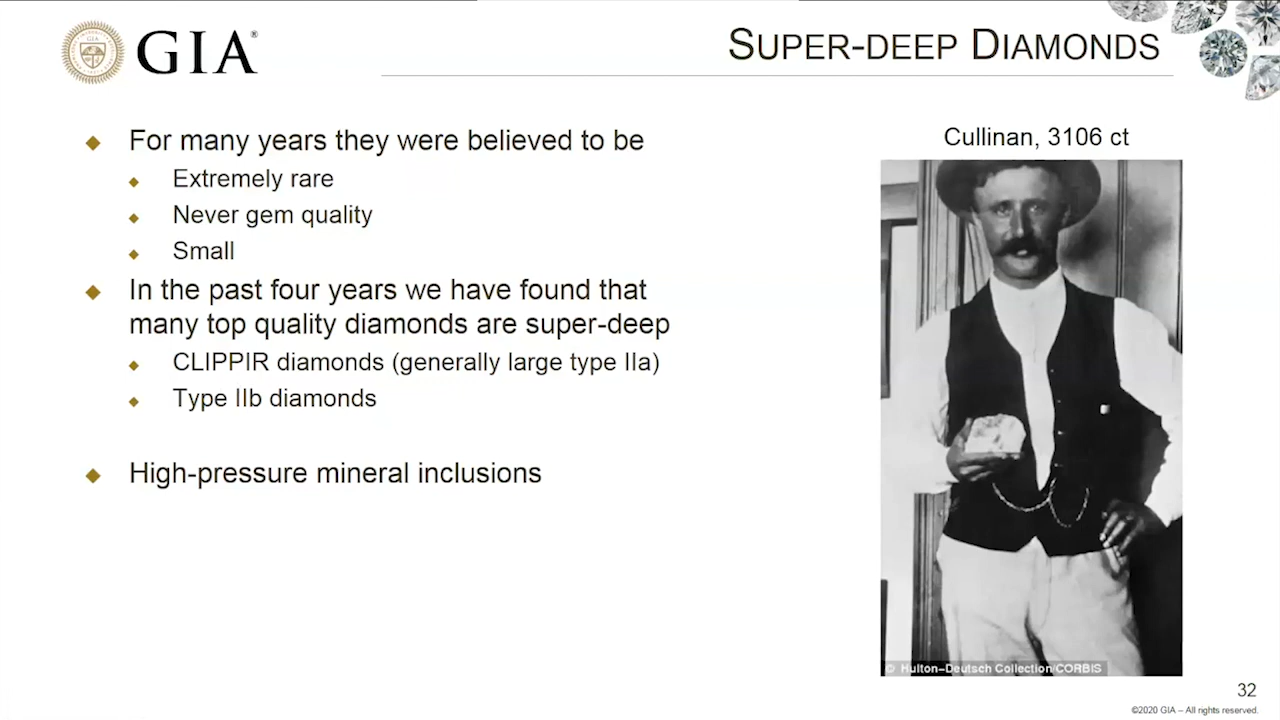 GIA®
SUPER-DEEP DIAMONDS
For many years they were believed to be
Extremely rare
Never gem quality
Small
In the past four years we have found that
many top quality diamonds are super-deep
CLIPPIR diamonds (generally large type IIa)
Type IIb diamonds
High-pressure mineral inclusions
Cullinan, 3106 ct
© Hulton–Deutsch Collection/CORBIS
32
©2020 GIA – All rights reserved.